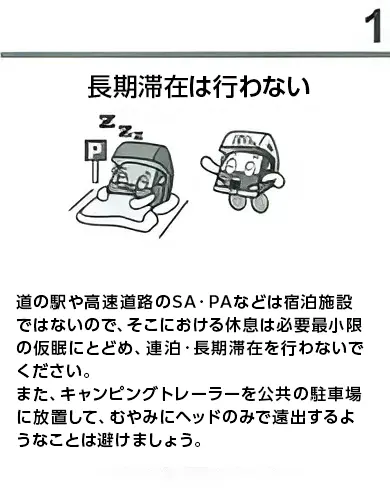 1
長期滞在は行わない
z z z
P
道の駅や高速道路のSA・PAなどは宿泊施設
ではないので、そこにおける休息は必要最小限
の仮眠にとどめ、連泊・長期滞在を行わないで
ください。
また、キャンピングトレーラーを公共の駐車場
に放置して、むやみにヘッドのみで遠出するよ
うなことは避けましょう。